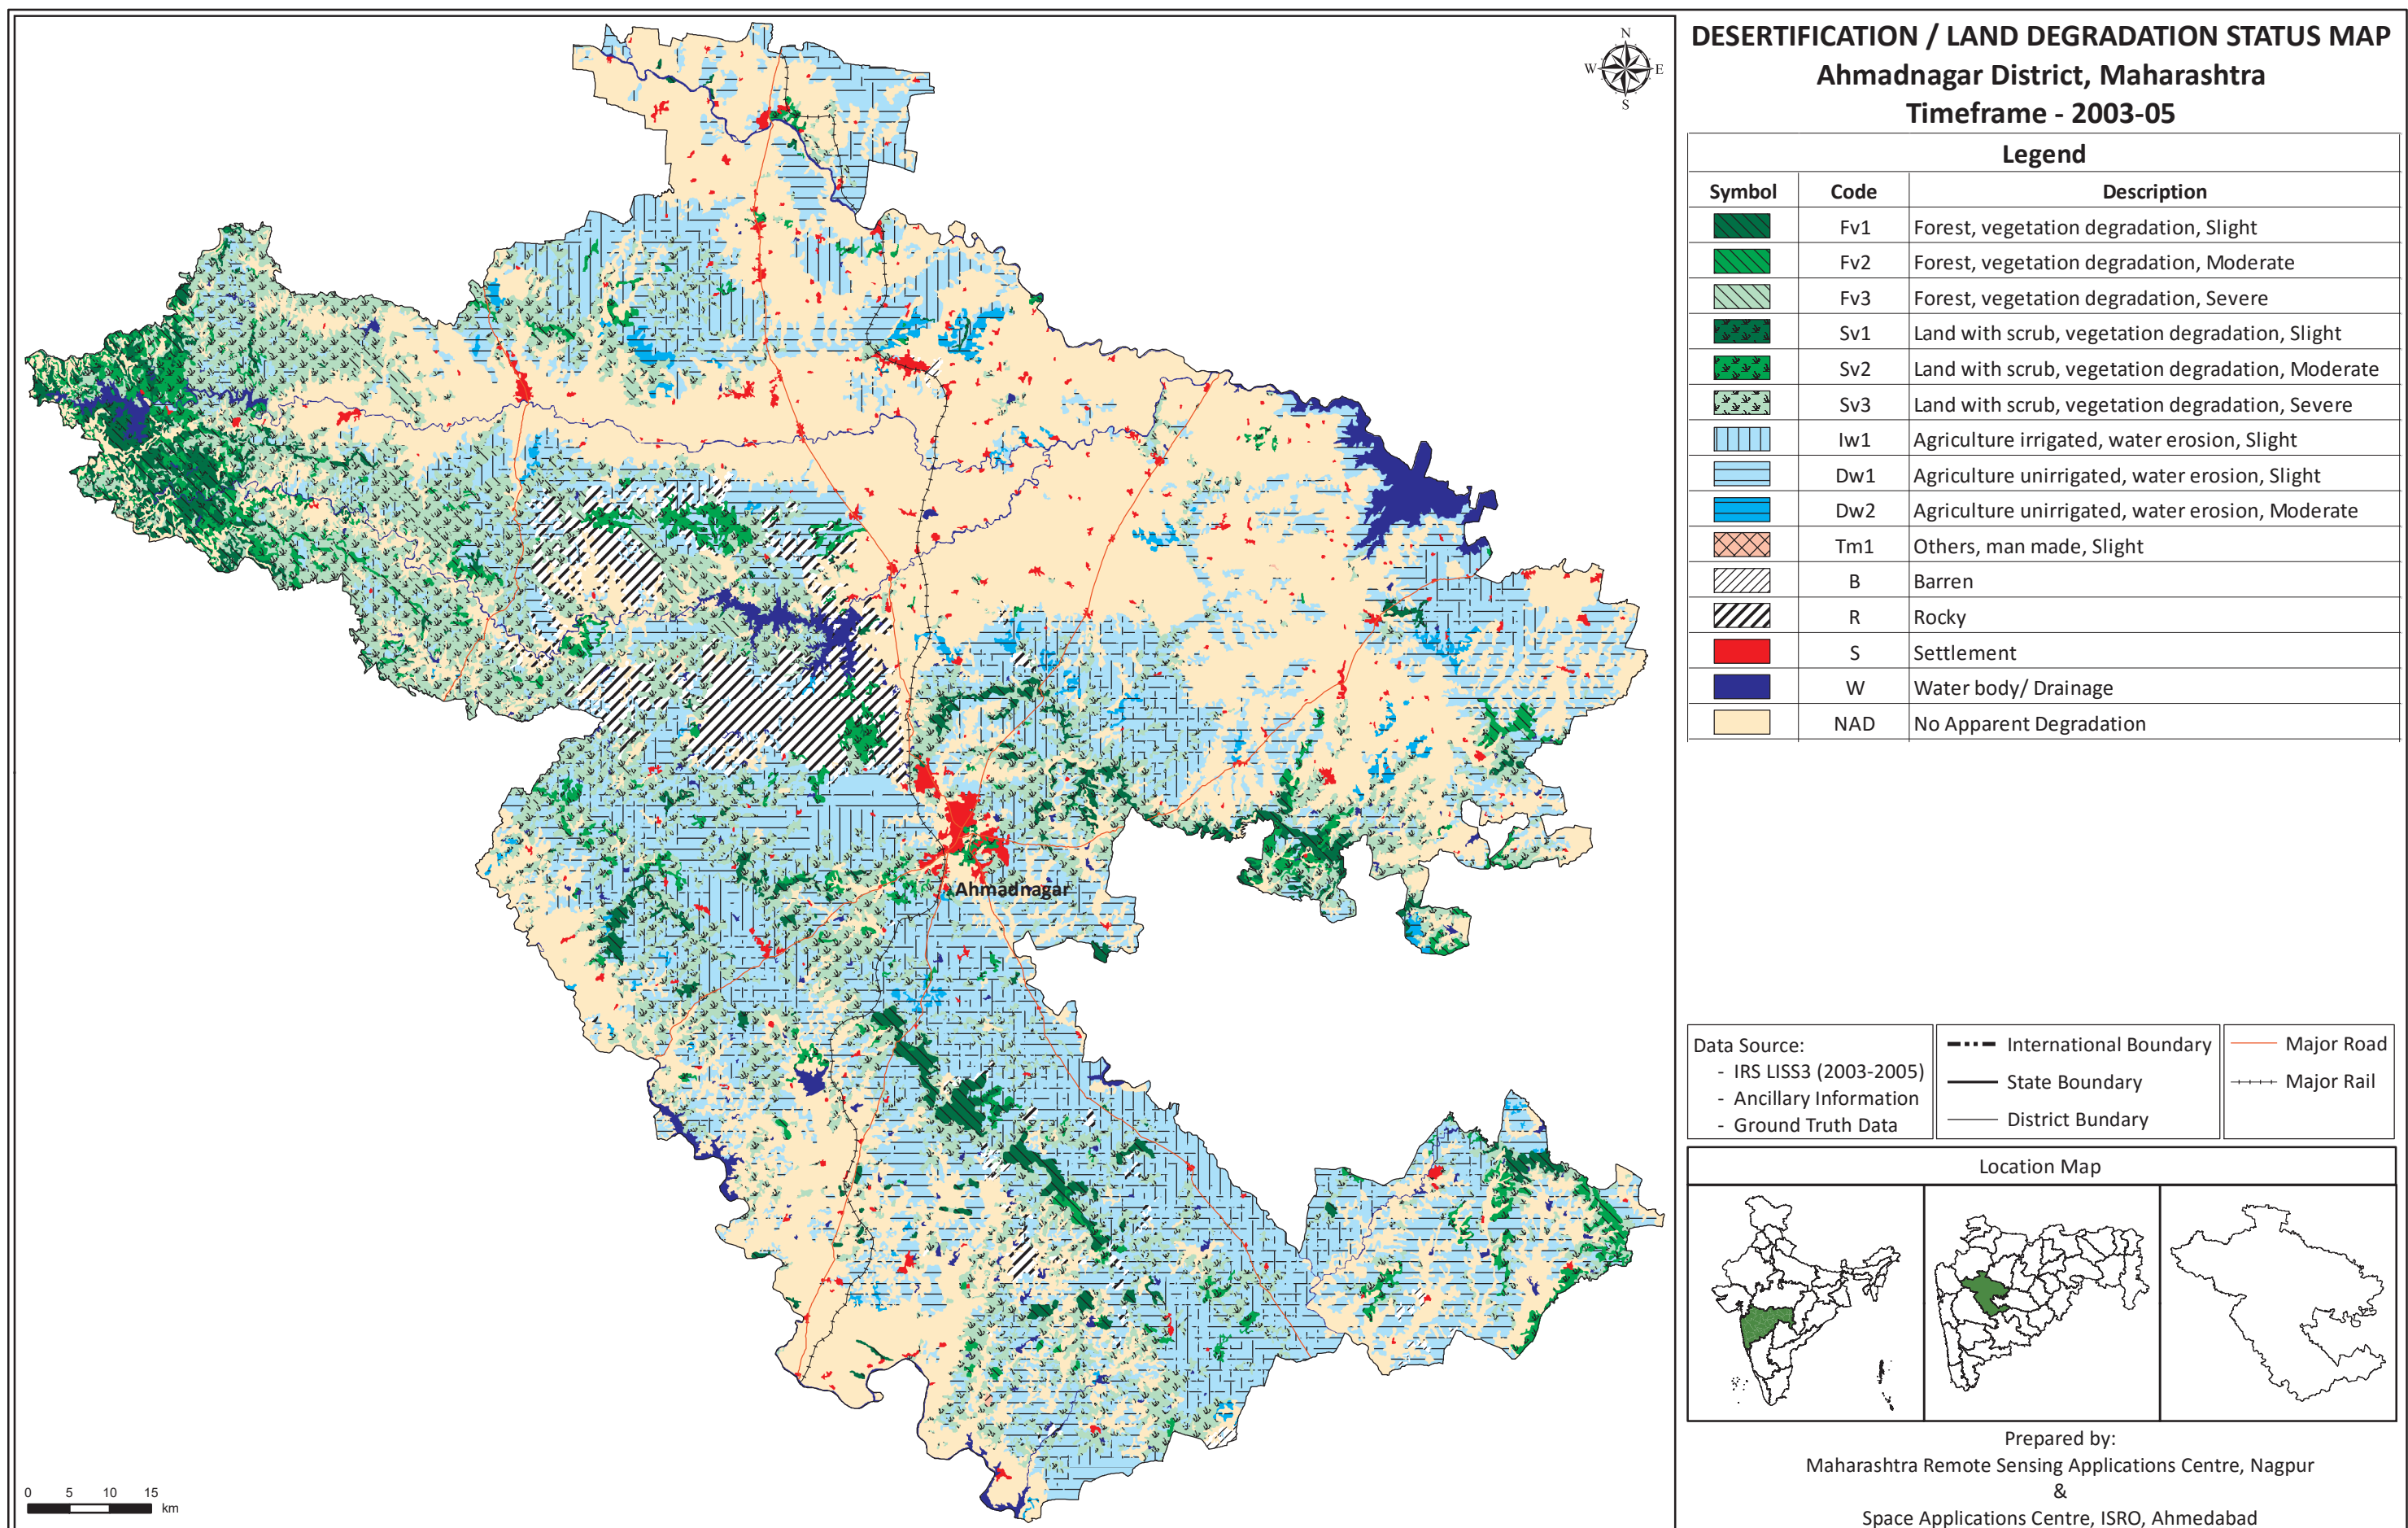 DESERTIFICATION / LAND DEGRADATION STATUS MAP
Ahmadnagar District, Maharashtra
Timeframe - 2003-05
Legend
Symbol Code Description
Fv1 Forest, vegetation degradation, Slight
Fv2 Forest, vegetation degradation, Moderate
Fv3 Forest, vegetation degradation, Severe
Sv1 Land with scrub, vegetation degradation, Slight
Sv2 Land with scrub, vegetation degradation, Moderate
Sv3 Land with scrub, vegetation degradation, Severe
Iw1 Agriculture irrigated, water erosion, Slight
Dw1 Agriculture unirrigated, water erosion, Slight
Dw2 Agriculture unirrigated, water erosion, Moderate
Tm1 Others, man made, Slight
B Barren
R Rocky
S Settlement
W Water body/ Drainage
NAD No Apparent Degradation
N
W E
S
Ahmadnagar
0 5 10 15
km
Data Source:
- IRS LISS3 (2003-2005)
- Ancillary Information
- Ground Truth Data
International Boundary
State Boundary
District Bundary
Major Road
Major Rail
Location Map
Prepared by:
Maharashtra Remote Sensing Applications Centre, Nagpur
&
Space Applications Centre, ISRO, Ahmedabad